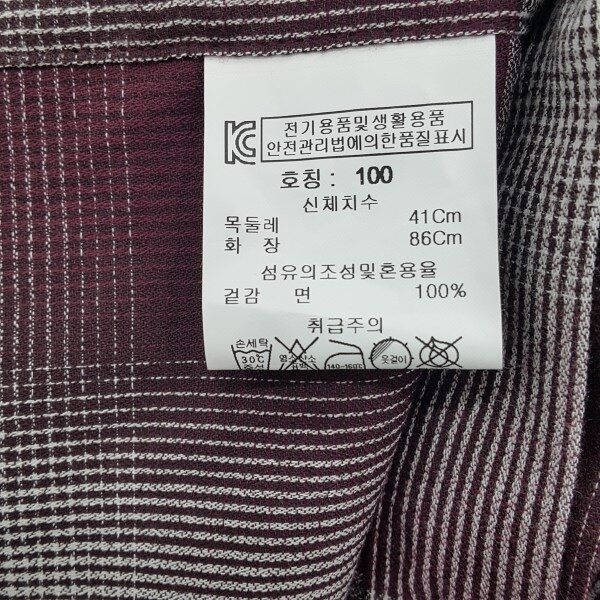 KC 전기용품및생활용품
안전관리법에의한품질표시
호칭 : 100
신체치수
목둘레 41Cm
화 장 86Cm
섬유의조성및혼용율
겉감 면 100%
취급주의
손세탁
30℃
중성
염소산소
표백
140~160℃
옷걸이